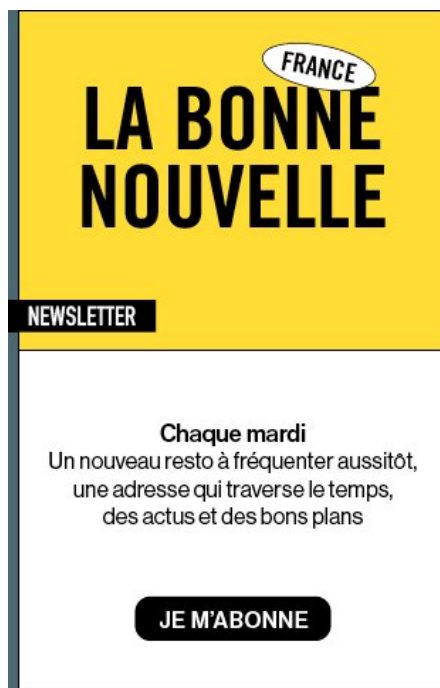 FRANCE
LA BONNE
NOUVELLE
NEWSLETTER
Chaque mardi
Un nouveau resto à fréquenter aussitôt,
une adresse qui traverse le temps,
des actus et des bons plans
JE M'ABONNE